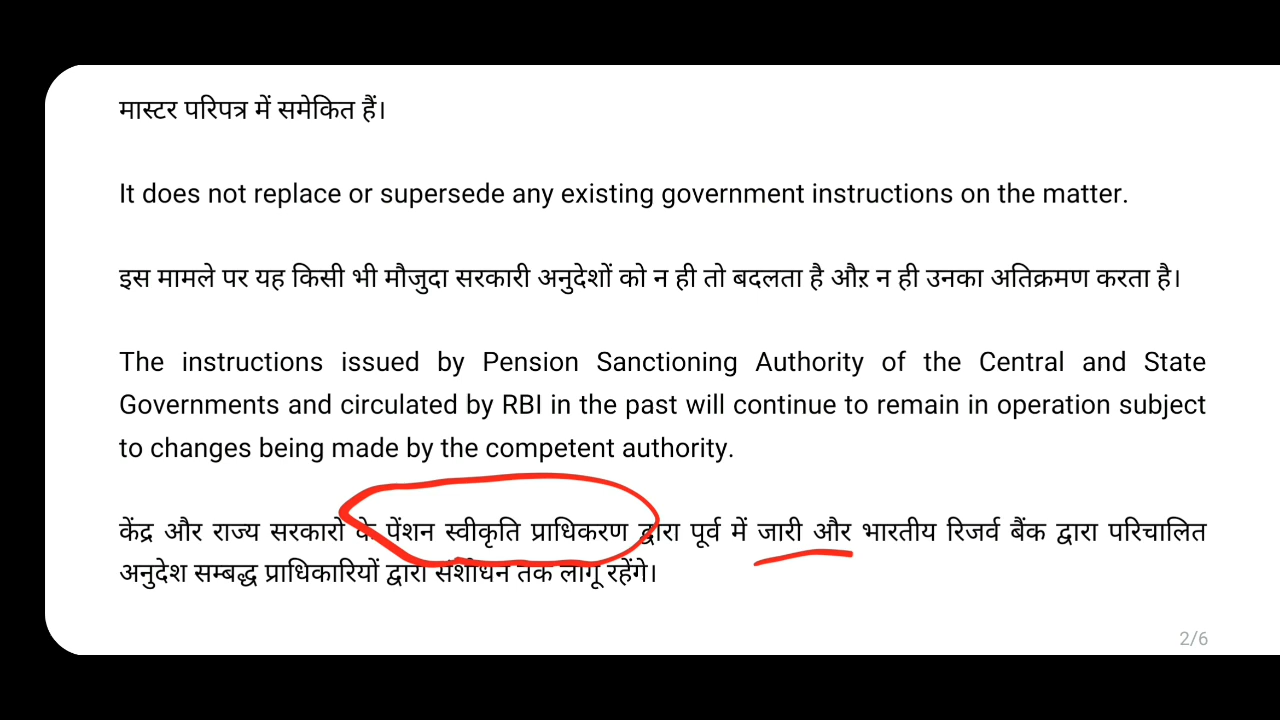 मास्टर परिपत्र में समेकित हैं।
It does not replace or supersede any existing government instructions on the matter.
इस मामले पर यह किसी भी मौजुदा सरकारी अनुदेशों को न ही तो बदलता है औऱ न ही उनका अतिक्रमण करता है।
The instructions issued by Pension Sanctioning Authority of the Central and State
Governments and circulated by RBI in the past will continue to remain in operation subject
to changes being made by the competent authority.
केंद्र और राज्य सरकारों के पेंशन स्वीकृति प्राधिकरण द्वारा पूर्व में जारी और भारतीय रिजर्व बैंक द्वारा परिचालित
अनुदेश सम्बद्ध प्राधिकारियों द्वारा संशोधन तक लागू रहेंगे।
2/6